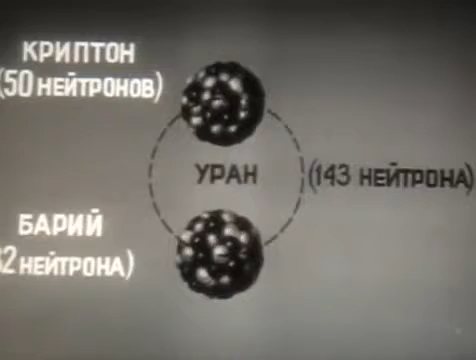 КРИПТОН
(50 НЕЙТРОНОВ)
УРАН
(143 НЕЙТРОНА)
БАРИЙ
НЕЙТРОНА)